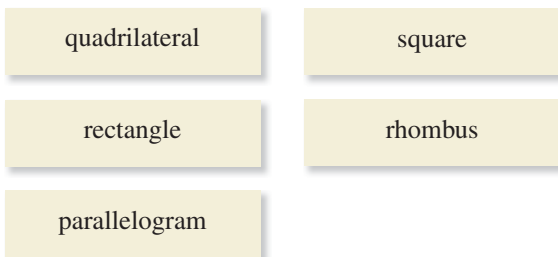 quadrilateral
square
rectangle
rhombus
parallelogram